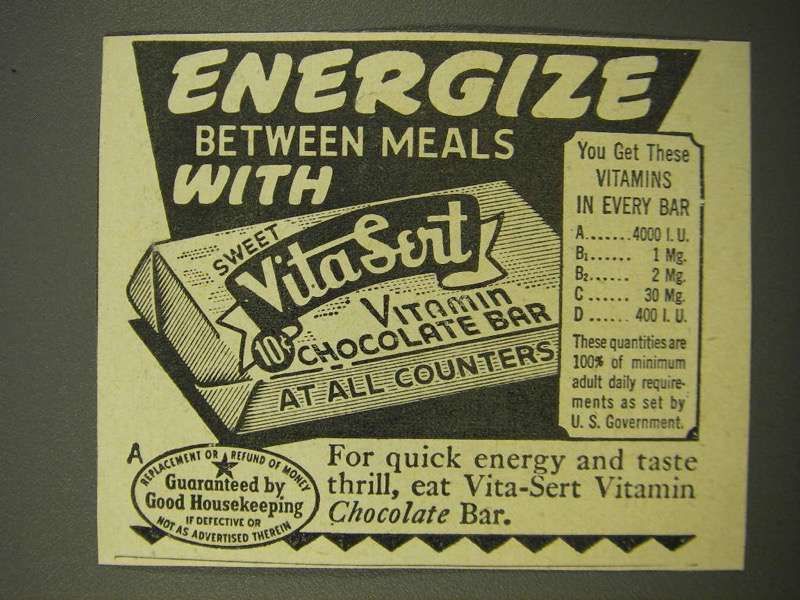 ENERGIZE
BETWEEN MEALS
WITH
SWEET
Vita Sert
10¢
VITAMIN
CHOCOLATE BAR
AT ALL COUNTERS
You Get These
VITAMINS
IN EVERY BAR
A......4000 I. U.
B1...... 1 Mg.
B2...... 2 Mg.
C ...... 30 Mg.
D ...... 400 I. U.
These quantities are
100% of minimum
adult daily require-
ments as set by
U. S. Government.
A
REPLACEMENT OR REFUND OF MONEY
Guaranteed by
Good Housekeeping
IF DEFECTIVE OR
NOT AS ADVERTISED THEREIN
For quick energy and taste
thrill, eat Vita-Sert Vitamin
Chocolate Bar.